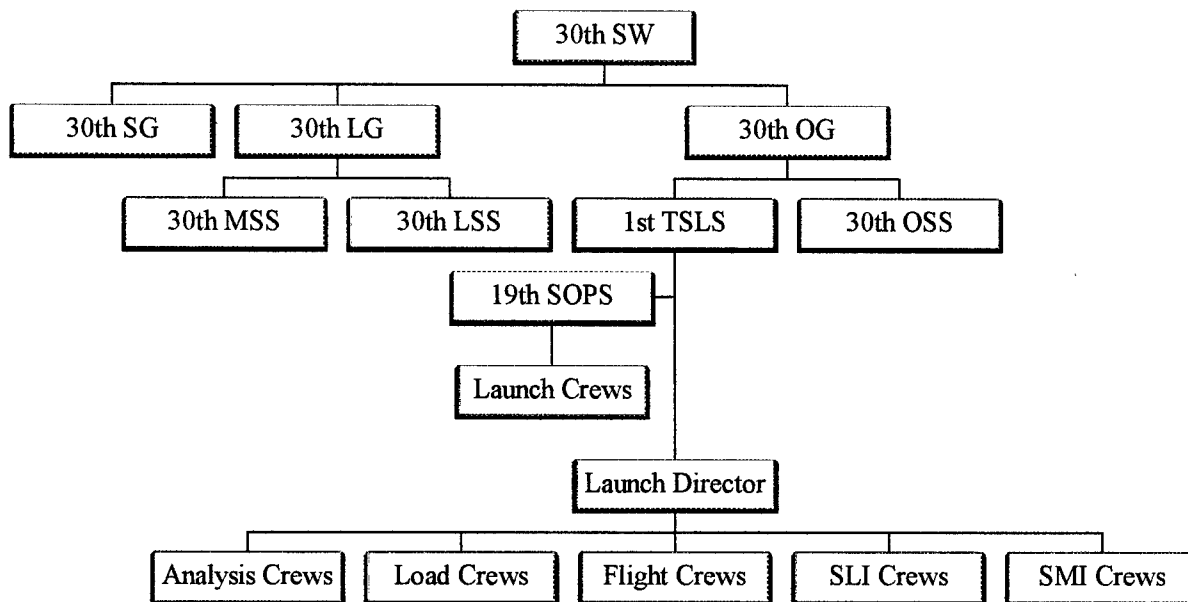 30th SW
30th SG
30th LG
30th OG
30th MSS
30th LSS
1st TSLS
30th OSS
19th SOPS
Launch Crews
Launch Director
Analysis Crews
Load Crews
Flight Crews
SLI Crews
SMI Crews